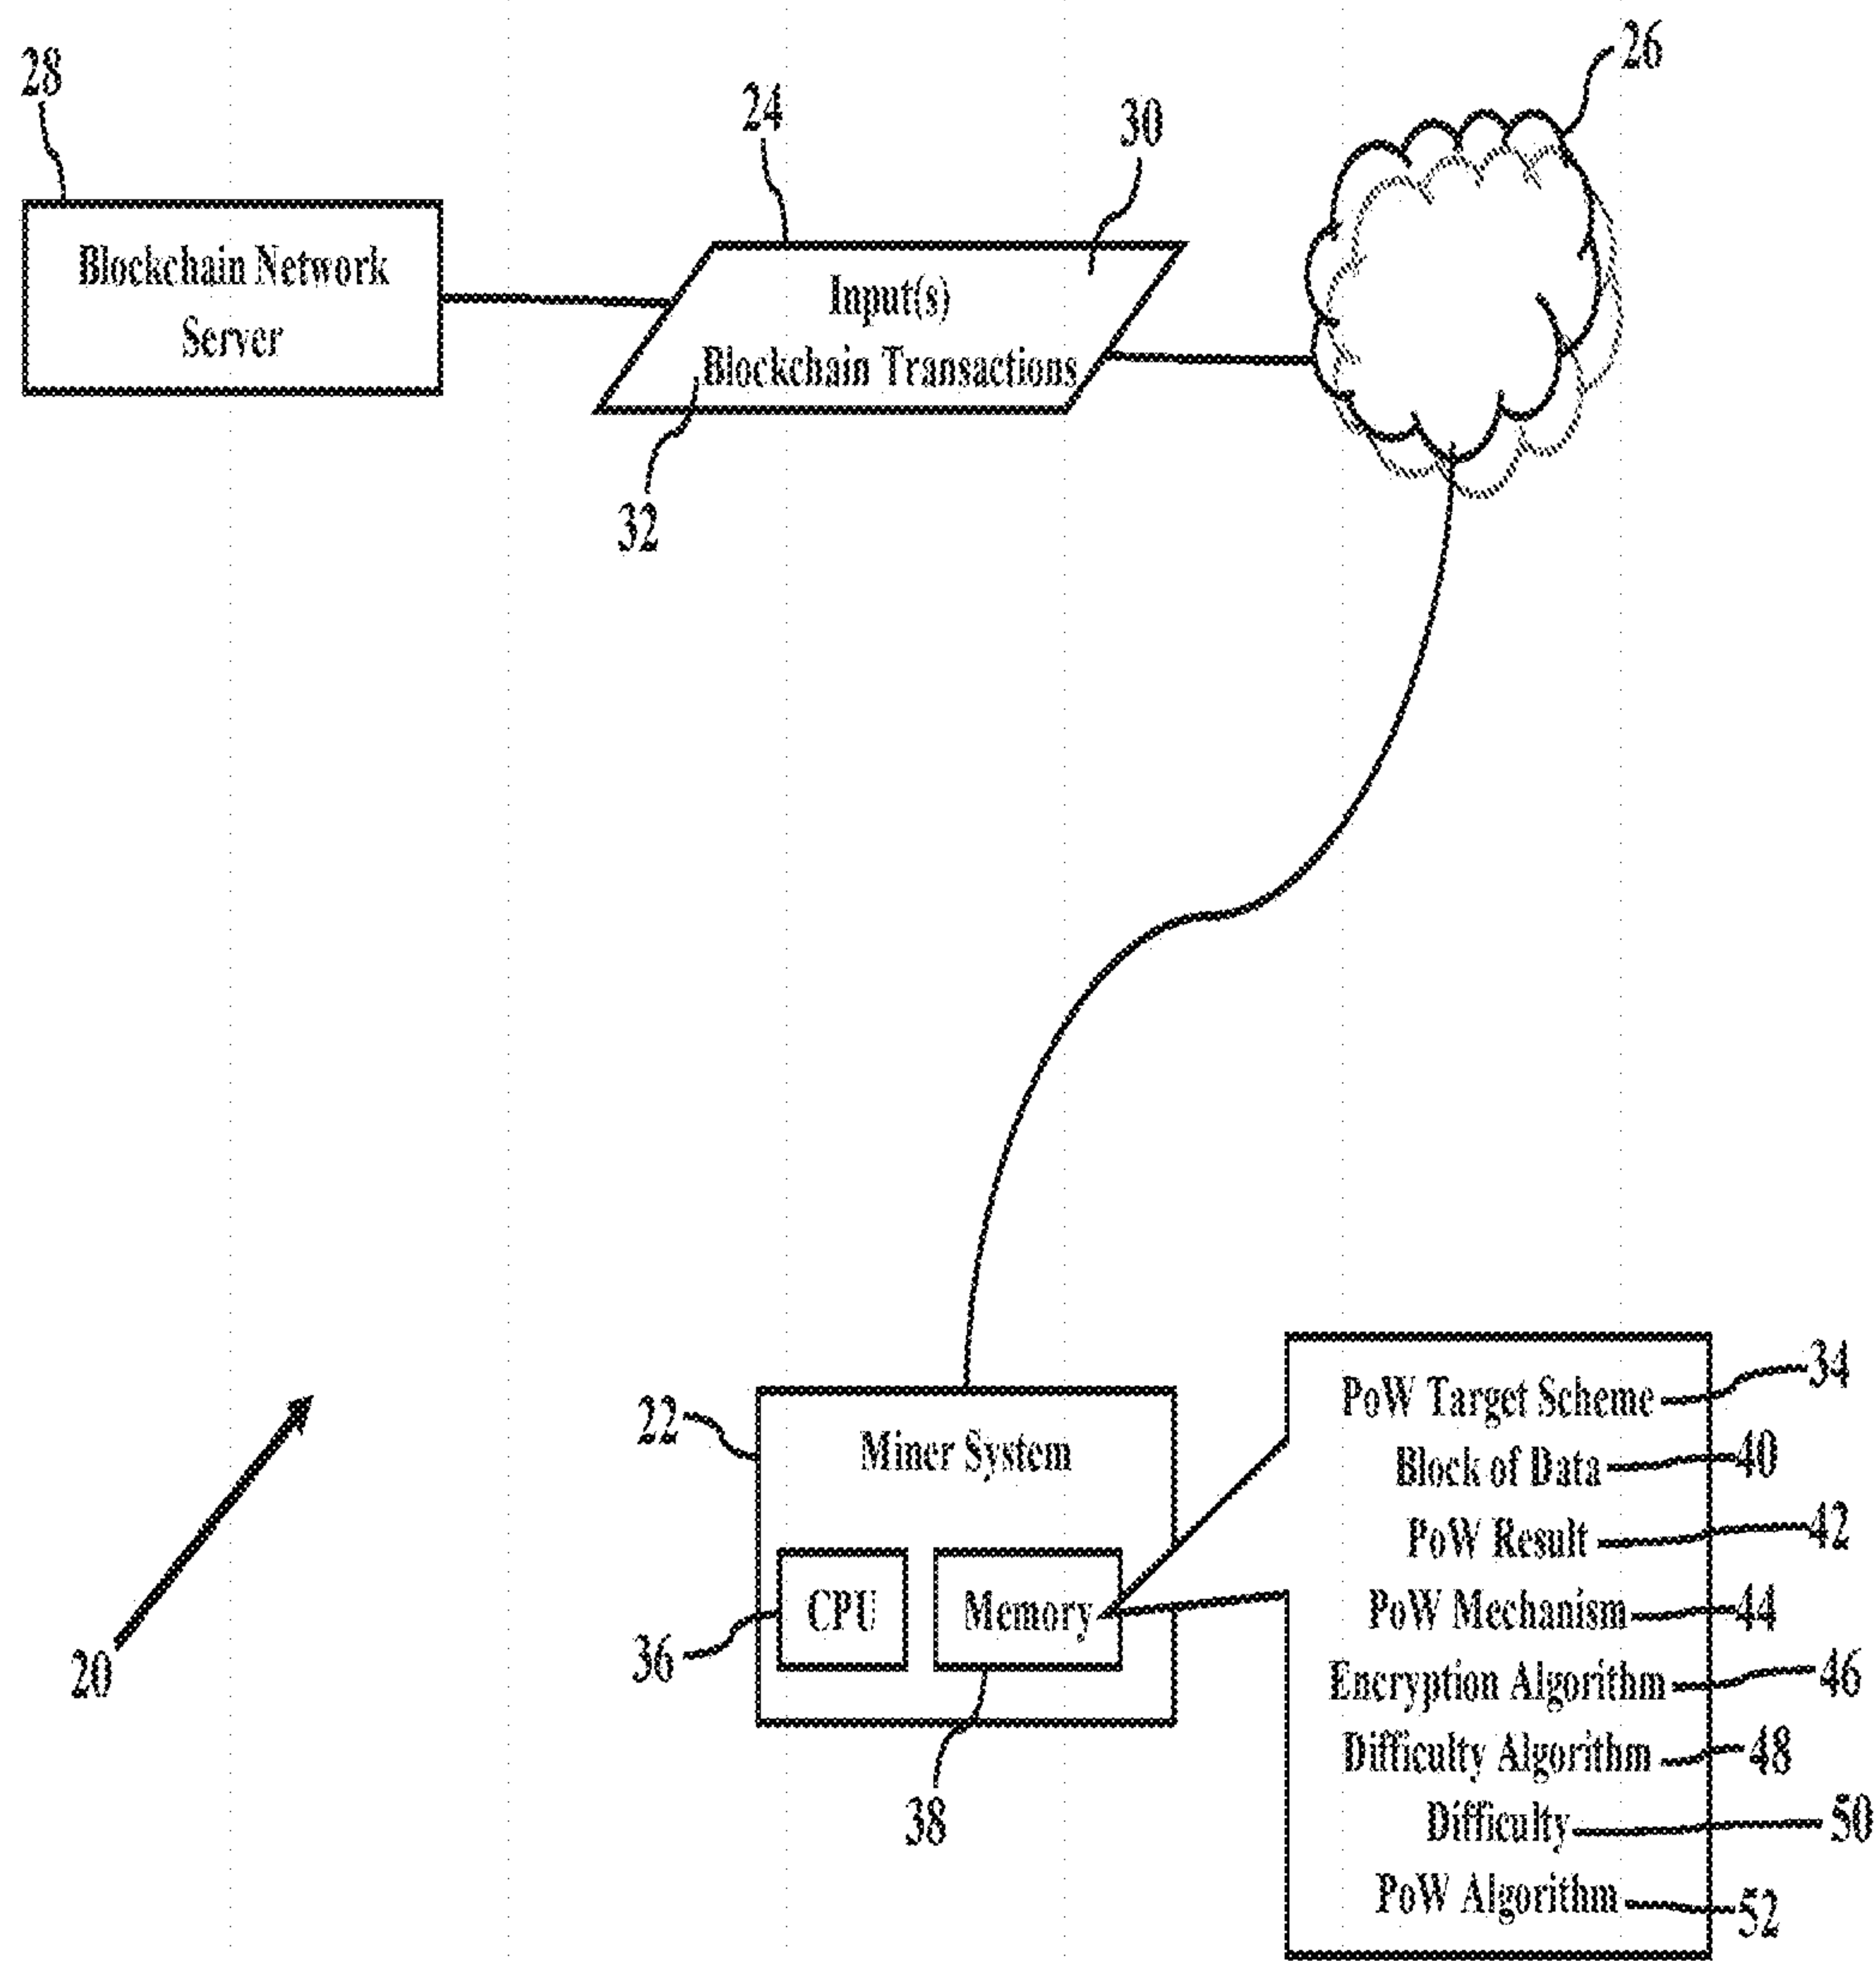 28
24
30
26
Blockchain Network
Server
Input(s)
Blockchain Transactions
32
22
Miner System
CPU
Memory
36
38
20
PoW Target Scheme
34
Block of Data
40
PoW Result
42
PoW Mechanism
44
Encryption Algorithm
46
Difficulty Algorithm
48
Difficulty
50
PoW Algorithm
52